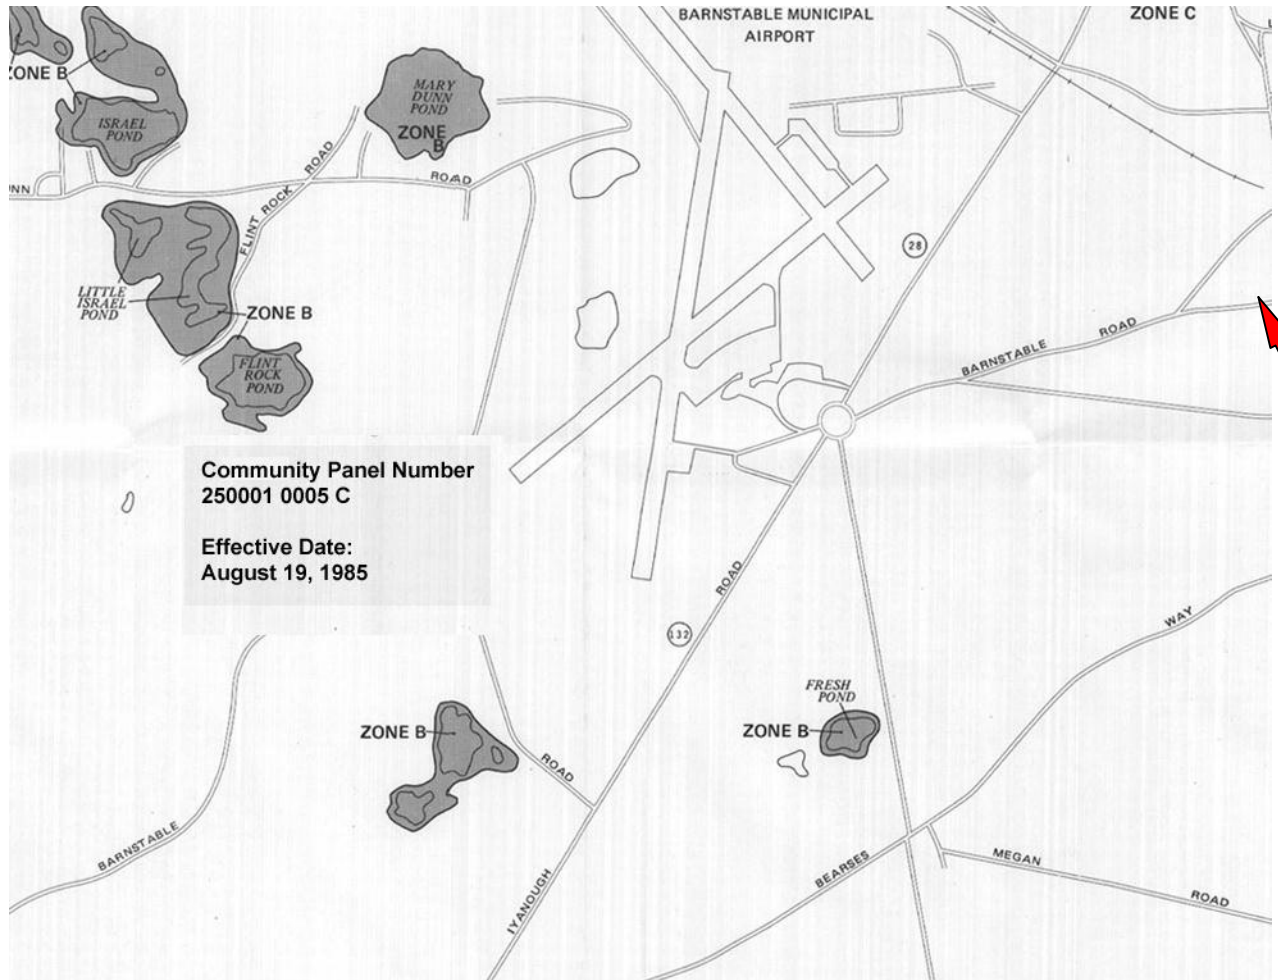 BARNSTABLE MUNICIPAL
AIRPORT
ZONE C
ZONE B
MARY
DUNN
POND
ZONE
B
ISRAEL
POND
FLINT ROCK ROAD
ROAD
LITTLE
ISRAEL
POND
ZONE B
28
FLINT
ROCK
POND
BARNSTABLE ROAD
Community Panel Number
250001 0005 C
Effective Date:
August 19, 1985
ROAD
132
WAY
FRESH
POND
ZONE B
ZONE B
ROAD
BARNSTABLE
IYANOUGH
BEARSES
MEGAN
ROAD